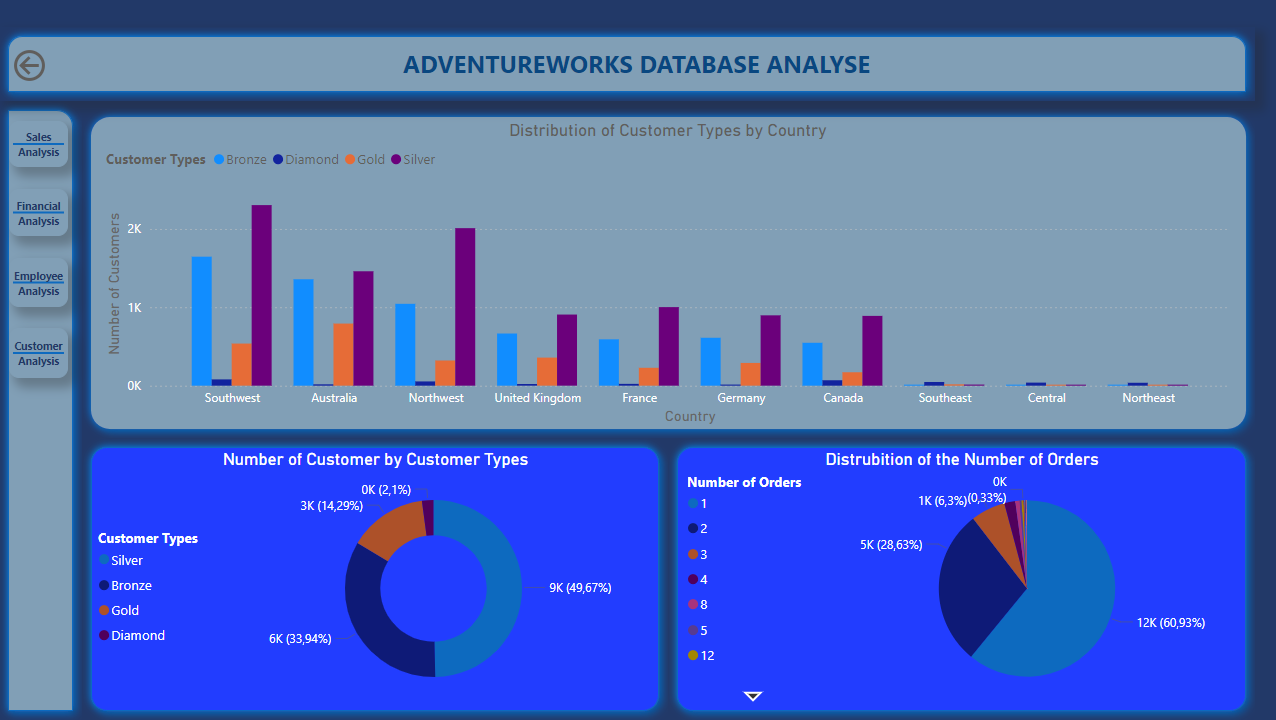 ADVENTUREWORKS DATABASE ANALYSE
Sales
Analysis
Financial
Analysis
Employee
Analysis
Customer
Analysis
Distribution of Customer Types by Country
Customer Types Bronze Diamond Gold Silver
Number of Customers
2K
1K
0K
Southwest Australia Northwest United Kingdom France Germany Canada Southeast Central Northeast
Country
Number of Customer by Customer Types
Customer Types
Silver
Bronze
Gold
Diamond
0K (2,1%)
3K (14,29%)
9K (49,67%)
6K (33,94%)
Distrubition of the Number of Orders
Number of Orders
1
2
3
4
8
5
12
0K
(0,33%)
1K (6,3%)
5K (28,63%)
12K (60,93%)